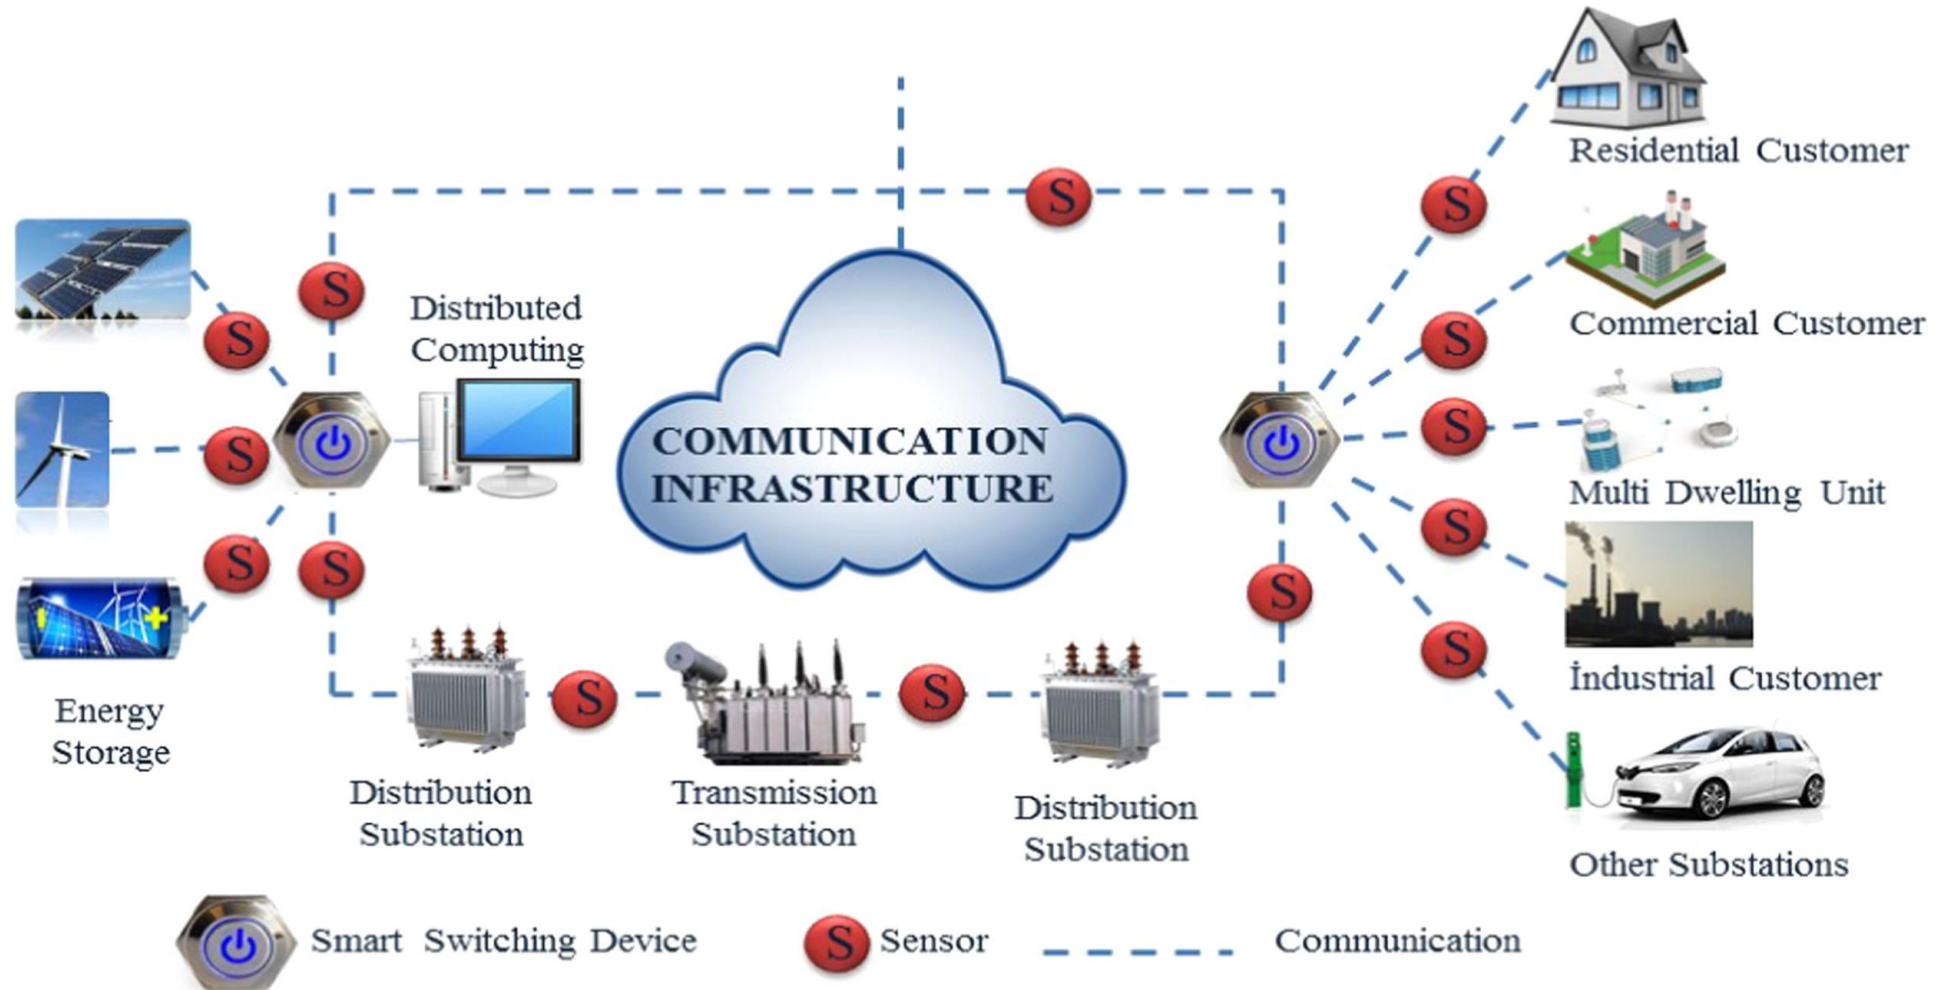 Residential Customer
S
S
S
S
Commercial Customer
Distributed
Computing
S
S
Multi Dwelling Unit
COMMUNICATION
INFRASTRUCTURE
S
S
S
S
S
S
İndustrial Customer
S
S
S
Energy
Storage
Distribution
Substation
Transmission
Substation
Distribution
Substation
Other Substations
Smart Switching Device
S
Sensor
Communication